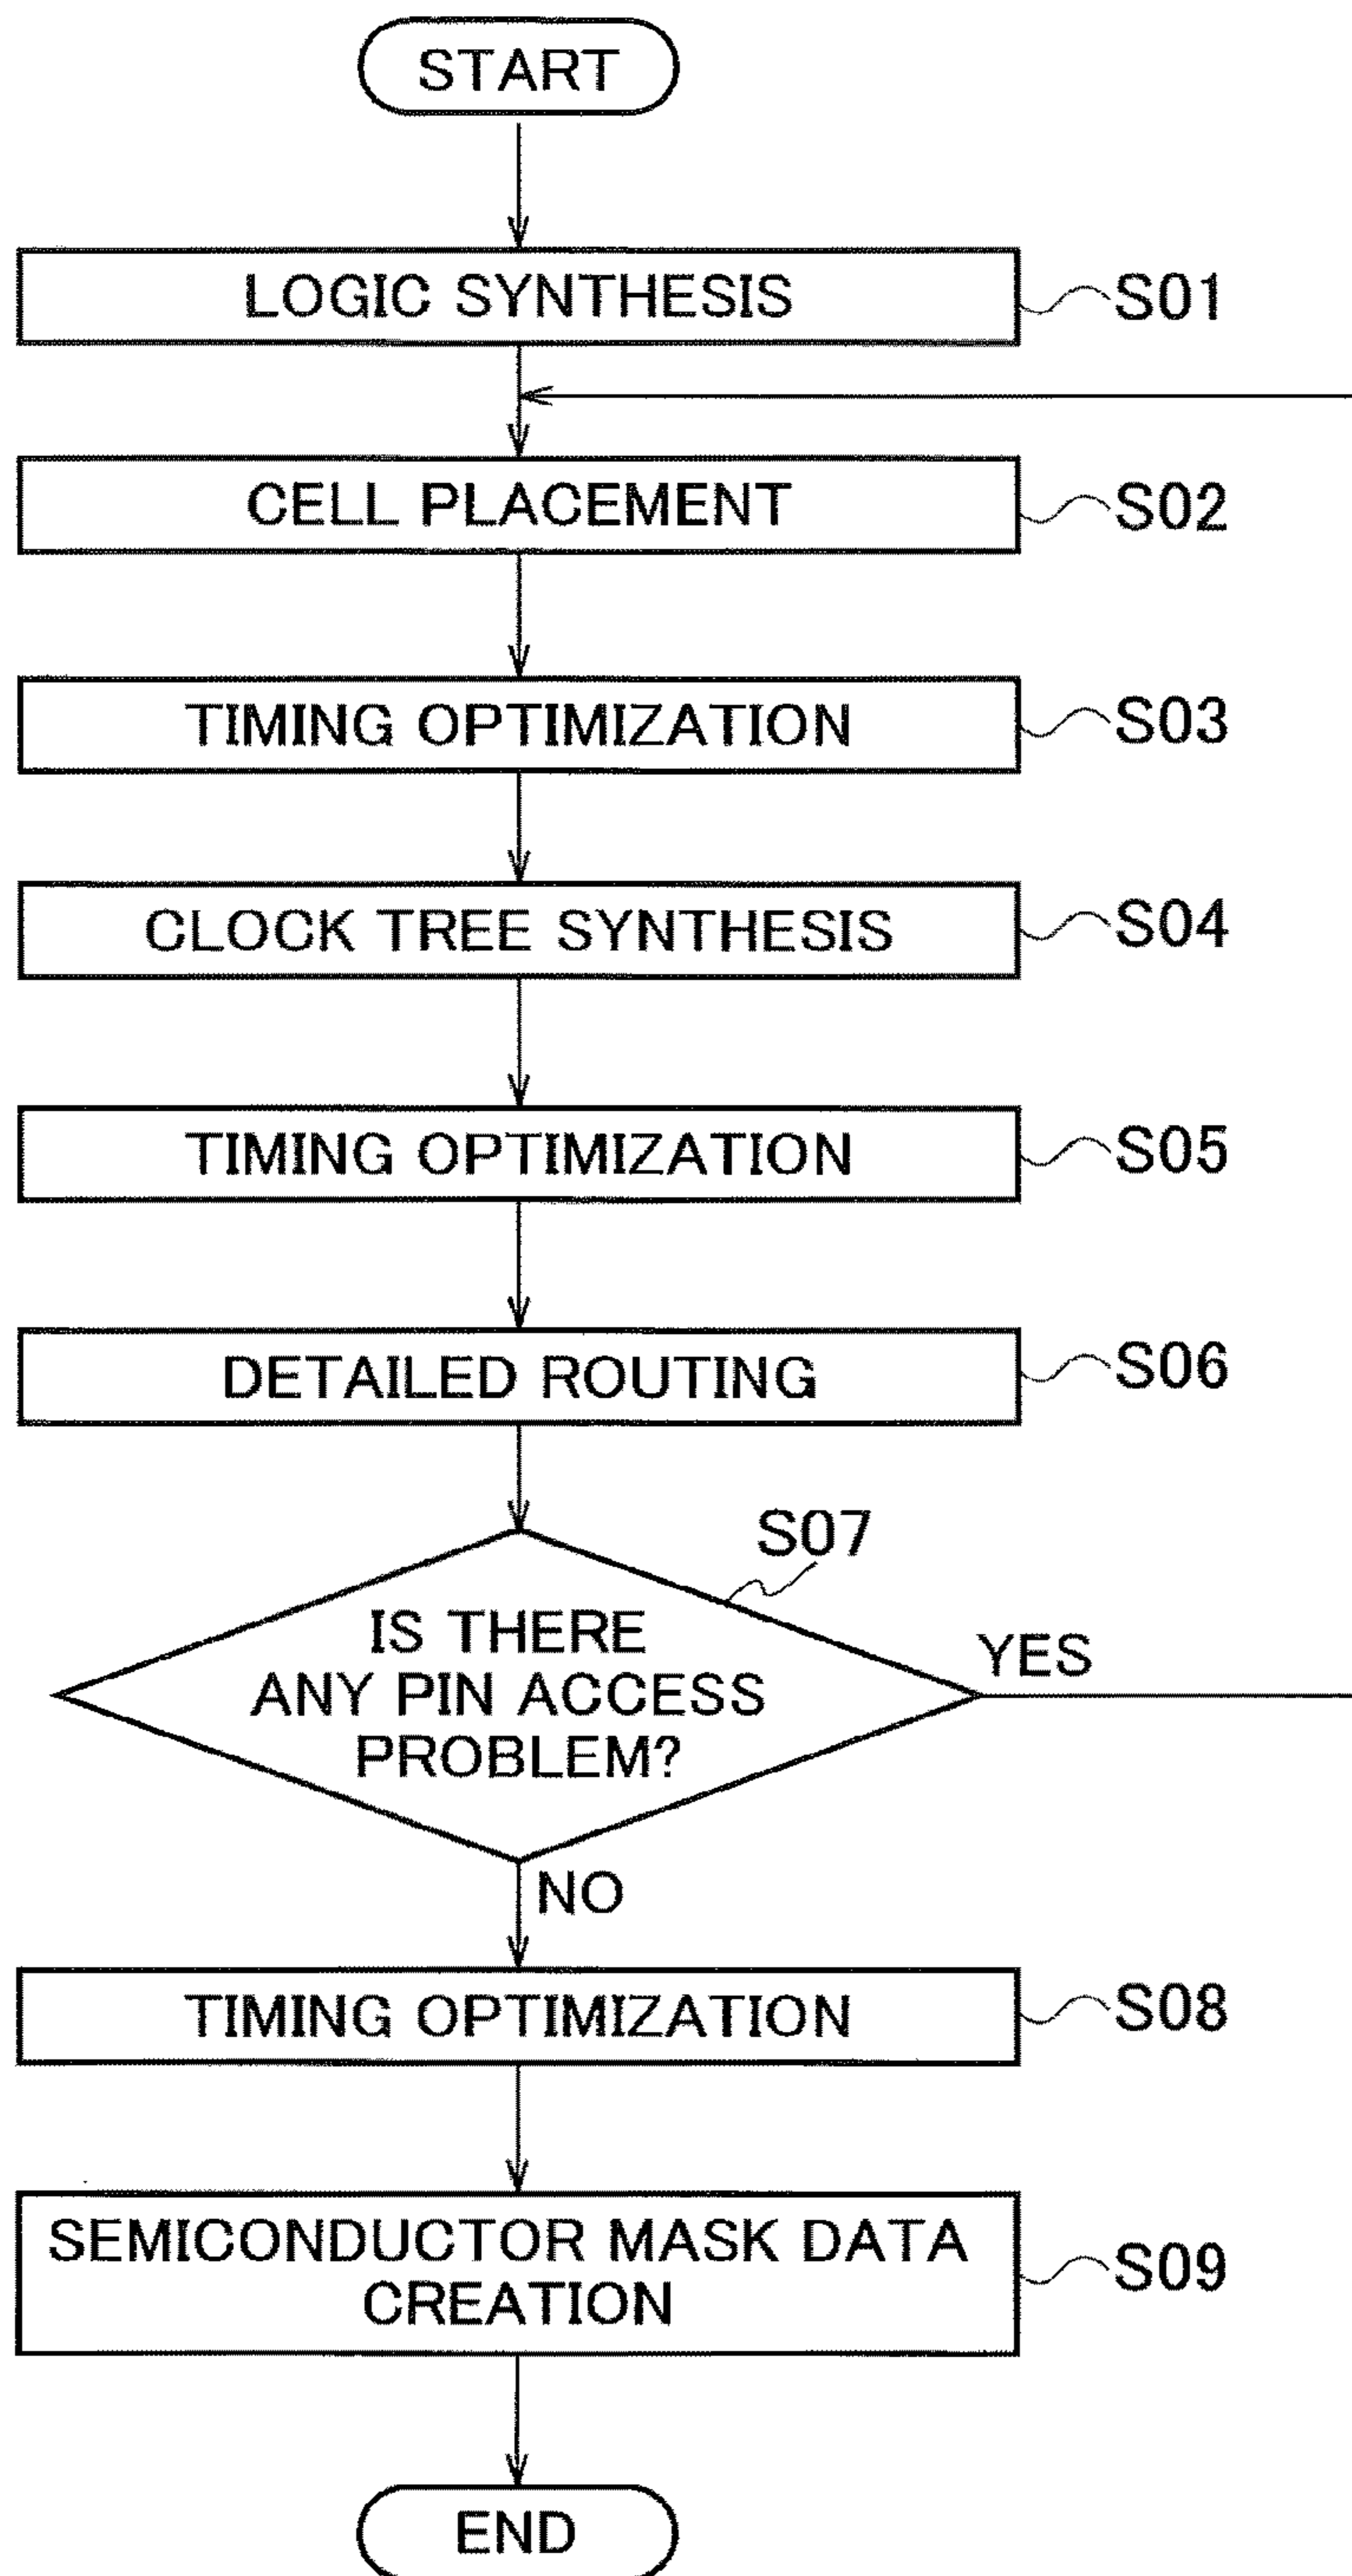 START
LOGIC SYNTHESIS
S01
CELL PLACEMENT
S02
TIMING OPTIMIZATION
S03
CLOCK TREE SYNTHESIS
S04
TIMING OPTIMIZATION
S05
DETAILED ROUTING
S06
S07
IS THERE
ANY PIN ACCESS
PROBLEM?
YES
NO
TIMING OPTIMIZATION
S08
SEMICONDUCTOR MASK DATA
CREATION
S09
END